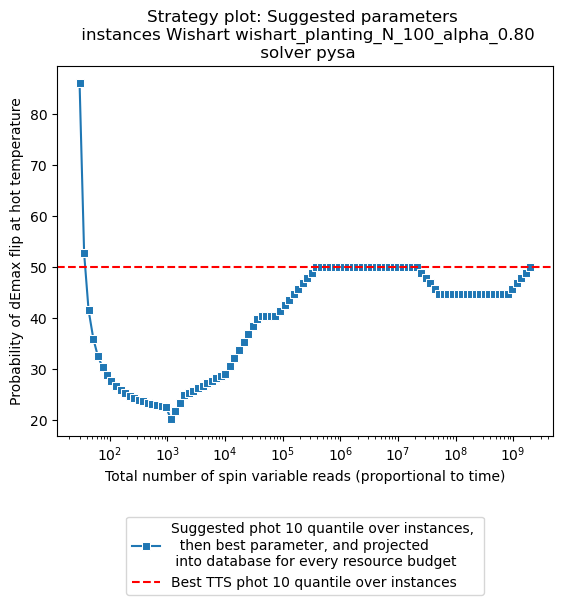 Strategy plot: Suggested parameters
instances Wishart wishart_planting_N_100_alpha_0.80
solver pysa
Probability of dEmax flip at hot temperature
80
70
60
50
40
30
20
10² 10³ 10⁴ 10⁵ 10⁶ 10⁷ 10⁸ 10⁹
Total number of spin variable reads (proportional to time)
Suggested phot 10 quantile over instances,
then best parameter, and projected
into database for every resource budget
Best TTS phot 10 quantile over instances